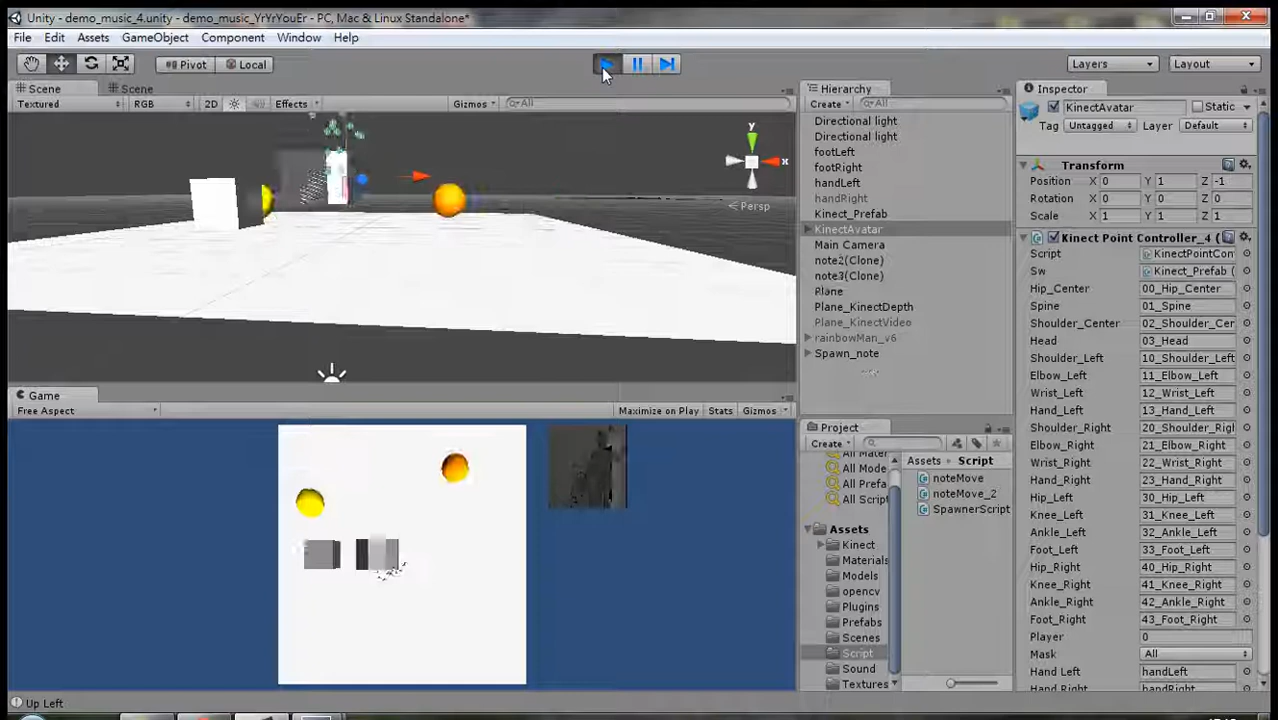 Unity - demo_music_4.unity - demo_music_YrYrYouEr - PC, Mac & Linux Standalone*
File Edit Assets GameObject Component Window Help
Pivot Local Layers Layout
Scene Scene
Textured RGB 2D Effects Gizmos All
y
x
Persp
Game
Free Aspect Maximize on Play Stats Gizmos
Up Left
Hierarchy
Create All
Directional light
Directional light
footLeft
footRight
handLeft
handRight
Kinect_Prefab
KinectAvatar
Main Camera
note2(Clone)
note3(Clone)
Plane
Plane_KinectDepth
Plane_KinectVideo
rainbowMan_v6
Spawn_note
Project
Create
All Mater
All Mode
All Prefa
All Script
Assets
Kinect
Materials
Models
opencv
Plugins
Prefabs
Scenes
Script
Sound
Textures
Assets Script
noteMove
noteMove_2
SpawnerScript
Inspector
KinectAvatar Static
Tag Untagged Layer Default
Transform
Position X 0 Y 1 Z -1
Rotation X 0 Y 0 Z 0
Scale X 1 Y 1 Z 1
Kinect Point Controller_4 (
Script KinectPointCon
Sw Kinect_Prefab (
Hip_Center 00_Hip_Center
Spine 01_Spine
Shoulder_Center 02_Shoulder_Cer
Head 03_Head
Shoulder_Left 10_Shoulder_Left
Elbow_Left 11_Elbow_Left
Wrist_Left 12_Wrist_Left
Hand_Left 13_Hand_Left
Shoulder_Right 20_Shoulder_Rigl
Elbow_Right 21_Elbow_Right
Wrist_Right 22_Wrist_Right
Hand_Right 23_Hand_Right
Hip_Left 30_Hip_Left
Knee_Left 31_Knee_Left
Ankle_Left 32_Ankle_Left
Foot_Left 33_Foot_Left
Hip_Right 40_Hip_Right
Knee_Right 41_Knee_Right
Ankle_Right 42_Ankle_Right
Foot_Right 43_Foot_Right
Player 0
Mask All
Hand Left handLeft
Hand Right handRight